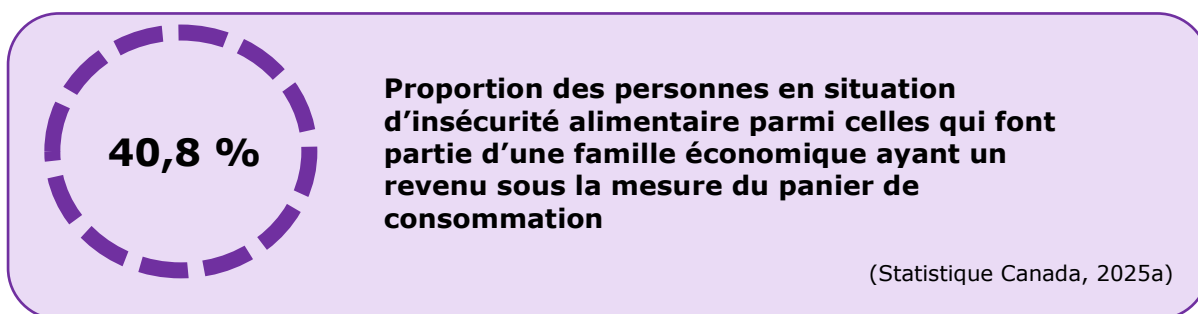 40,8 %
Proportion des personnes en situation
d’insécurité alimentaire parmi celles qui font
partie d’une famille économique ayant un
revenu sous la mesure du panier de
consommation
(Statistique Canada, 2025a)